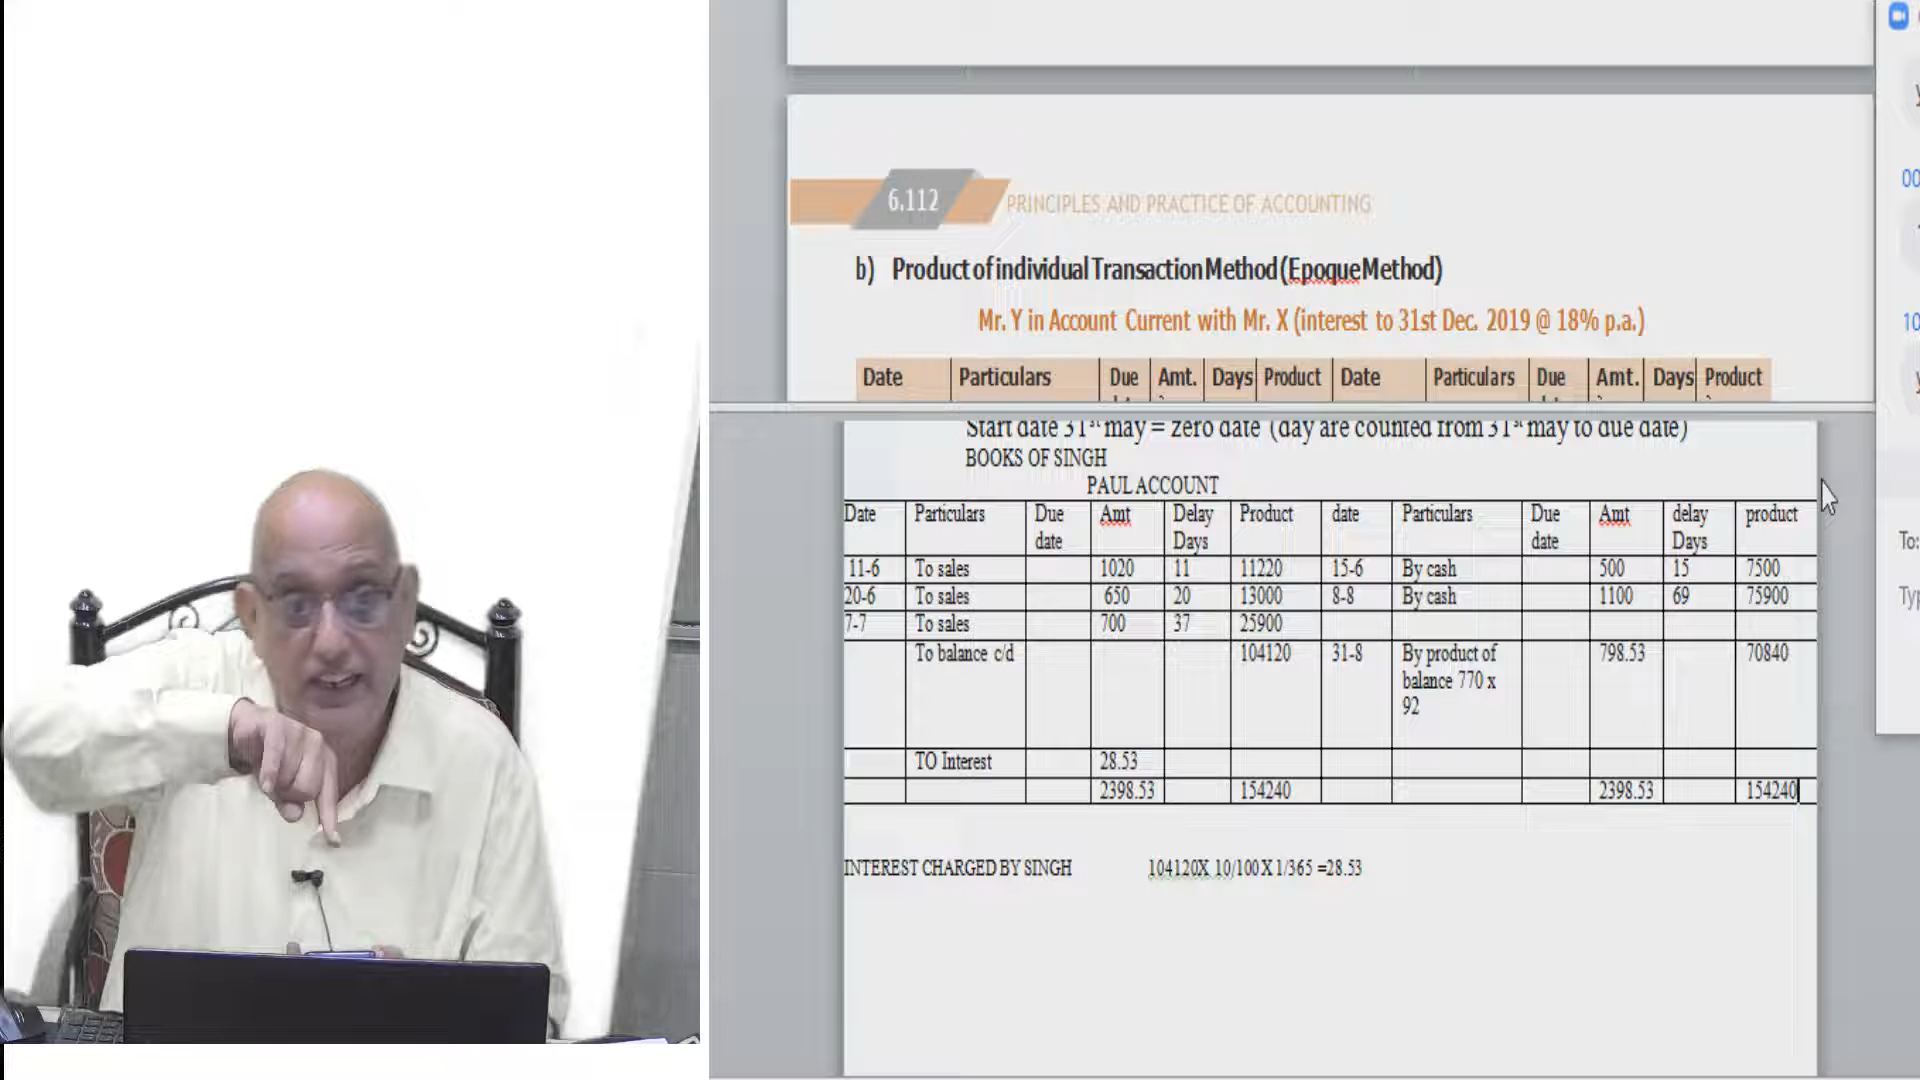 6.112 PRINCIPLES AND PRACTICE OF ACCOUNTING
b) Product of individual Transaction Method (Epoque Method)
Mr. Y in Account Current with Mr. X (interest to 31st Dec. 2019 @ 18% p.a.)
Date Particulars Due Amt. Days Product Date Particulars Due Amt. Days Product
Start date 31st may = zero date (day are counted from 31st may to due date)
BOOKS OF SINGH
PAUL ACCOUNT
Date Particulars Due date Amt Delay Days Product date Particulars Due date Amt delay Days product
11-6 To sales 1020 11 11220 15-6 By cash 500 15 7500
20-6 To sales 650 20 13000 8-8 By cash 1100 69 75900
7-7 To sales 700 37 25900
To balance c/d 104120 31-8 By product of balance 770 x 92 798.53 70840
TO Interest 28.53
2398.53 154240 2398.53 154240
INTEREST CHARGED BY SINGH 104120X 10/100 X 1/365 =28.53
00
10
To:
Typ